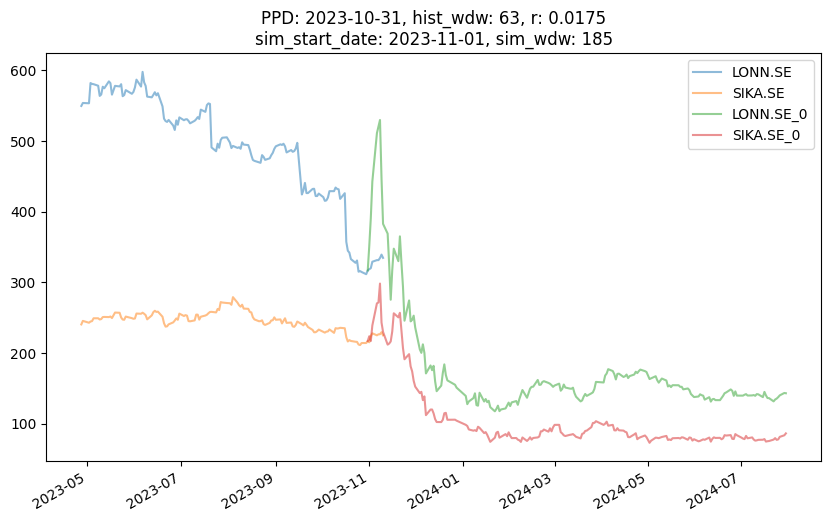 PPD: 2023-10-31, hist_wdw: 63, r: 0.0175
sim_start_date: 2023-11-01, sim_wdw: 185
LONN.SE
SIKA.SE
LONN.SE_0
SIKA.SE_0
600
500
400
300
200
100
2023-05
2023-07
2023-09
2023-11
2024-01
2024-03
2024-05
2024-07